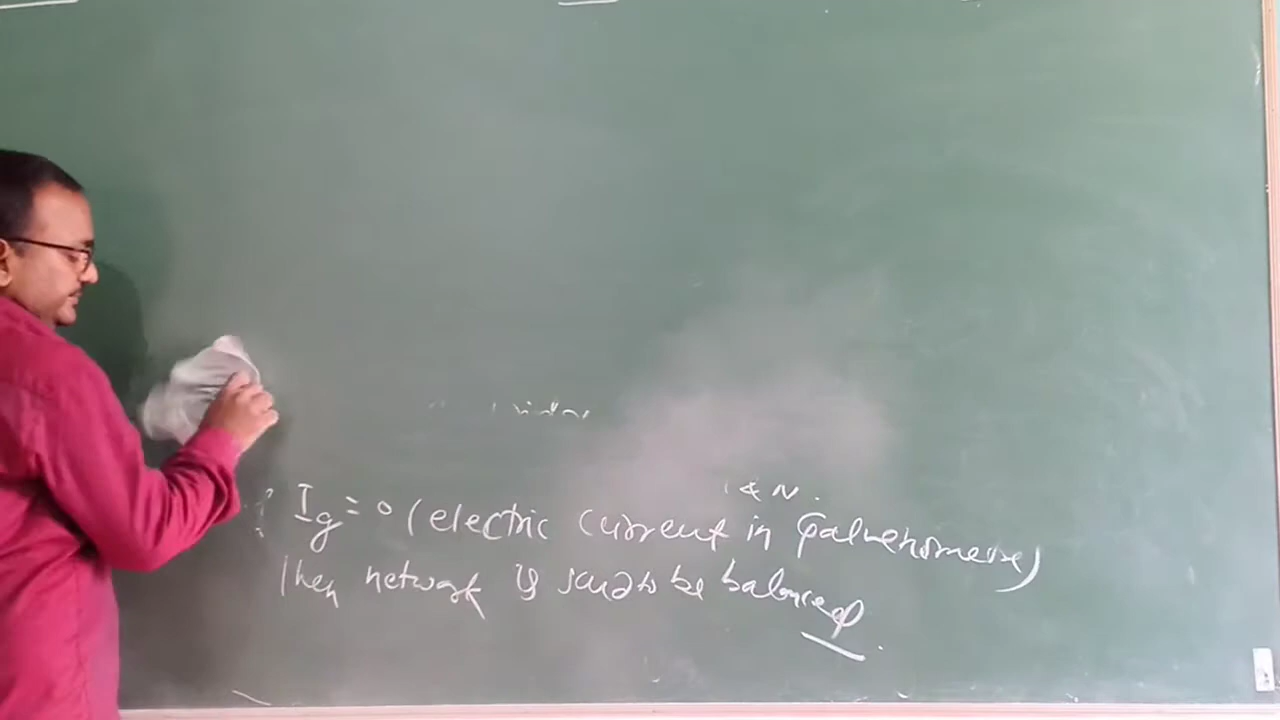 & N.
Ig = 0 (electric current in galvanometer)
Then network is said to be balanced.